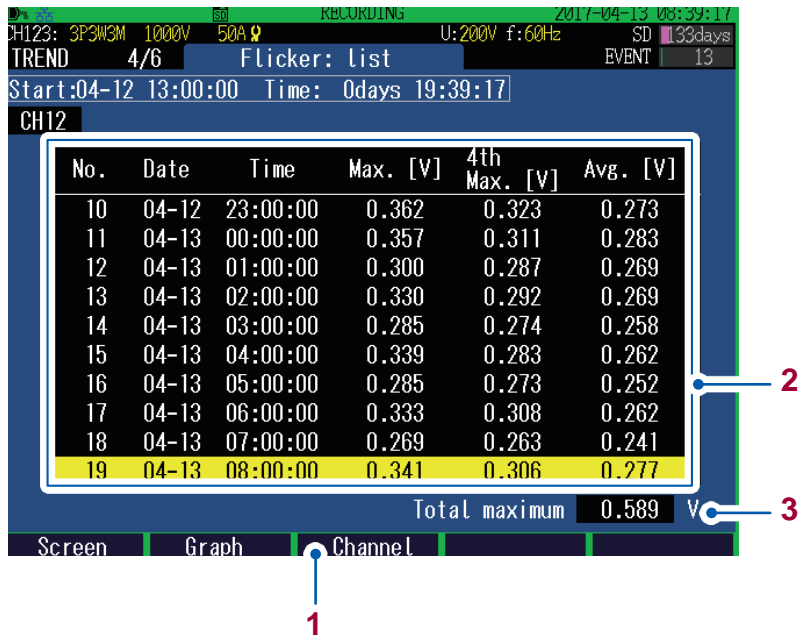 SD RECORDING 2017-04-13 08:39:17
CH123: 3P3W3M 1000V 50A U:200V f:60Hz SD 133days
TREND 4/6 Flicker: list EVENT 13
Start:04-12 13:00:00 Time: 0days 19:39:17
CH12
No. Date Time Max. [V] 4th Max. [V] Avg. [V]
10 04-12 23:00:00 0.362 0.323 0.273
11 04-13 00:00:00 0.357 0.311 0.283
12 04-13 01:00:00 0.300 0.287 0.269
13 04-13 02:00:00 0.330 0.292 0.269
14 04-13 03:00:00 0.285 0.274 0.258
15 04-13 04:00:00 0.339 0.283 0.262
16 04-13 05:00:00 0.285 0.273 0.252
17 04-13 06:00:00 0.333 0.308 0.262
18 04-13 07:00:00 0.269 0.263 0.241
19 04-13 08:00:00 0.341 0.306 0.277
2
Total maximum 0.589 V
3
Screen Graph Channel
1